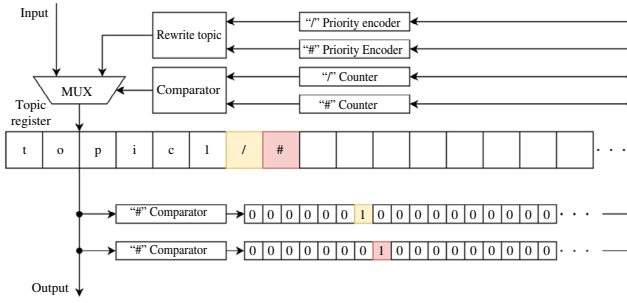 Input
"/" Priority encoder
Rewrite topic
"#" Priority Encoder
"/" Counter
MUX
Comparator
"#" Counter
Topic
register
t o p i c l / # · · ·
"#" Comparator
0 0 0 0 0 0 1 0 0 0 0 0 0 0 0 0 0 · · ·
"#" Comparator
0 0 0 0 0 0 0 1 0 0 0 0 0 0 0 0 0 · · ·
Output